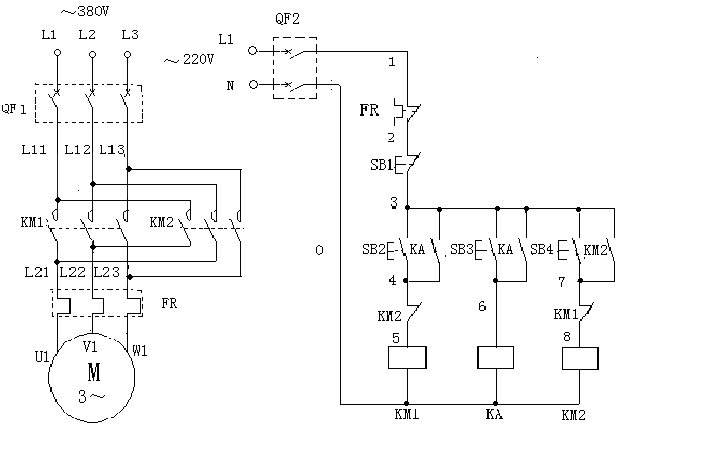 ～380V
L1 L2 L3
QF1
L11 L12 L13
KM1 KM2
L21 L22 L23
FR
U1 V1 W1
M
3～
～220V
QF2
L1
N
0
1
FR
2
SB1
3
SB2 KA SB3 KA SB4 KM2
4 6 7
KM2 KM1
5 8
KM1 KA KM2